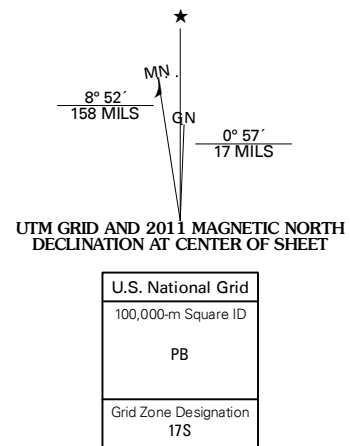 ★
MN
8° 52´
158 MILS
GN
0° 57´
17 MILS
UTM GRID AND 2011 MAGNETIC NORTH
DECLINATION AT CENTER OF SHEET
U.S. National Grid
100,000-m Square ID
PB
Grid Zone Designation
17S